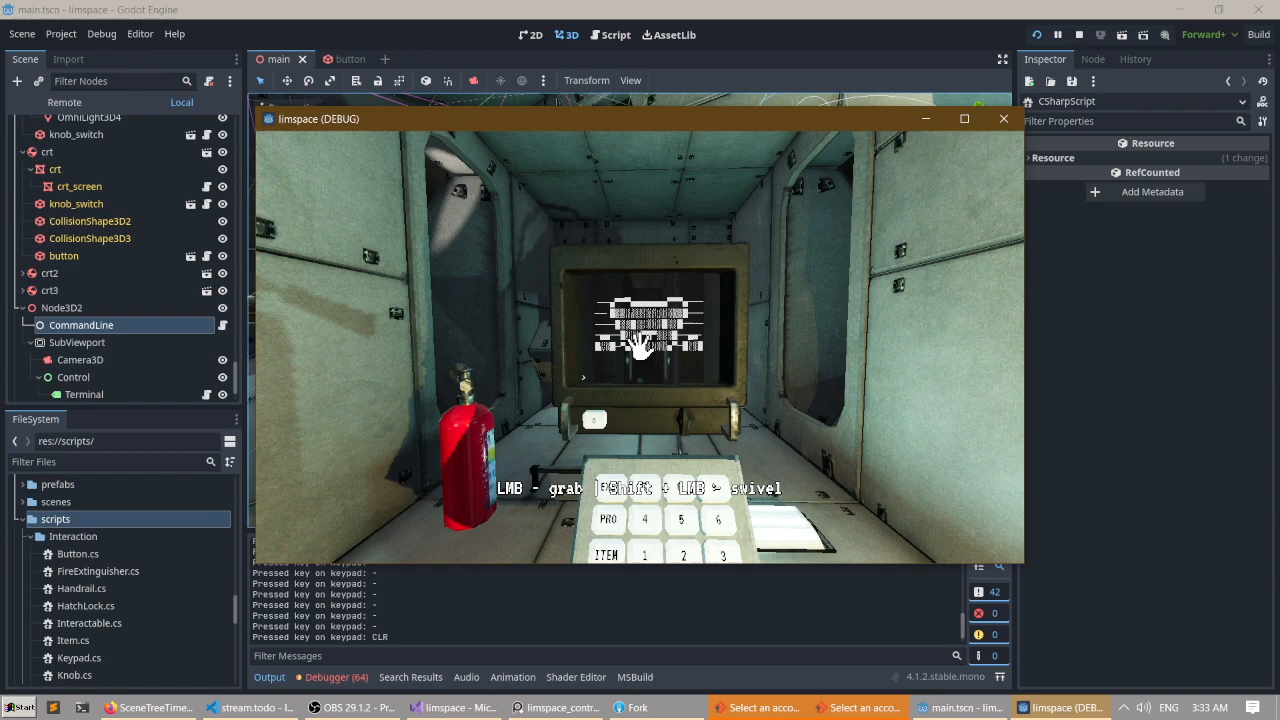 main.tscn - limspace - Godot Engine
Scene Project Debug Editor Help
2D 3D Script AssetLib
Forward+ Build
Scene Import
Filter Nodes
Remote Local
OmniLight3D4
knob_switch
crt
crt
crt_screen
knob_switch
CollisionShape3D2
CollisionShape3D3
button
crt2
crt3
Node3D2
CommandLine
SubViewport
Camera3D
Control
Terminal
FileSystem
res://scripts/
Filter Files
prefabs
scenes
scripts
Interaction
Button.cs
FireExtinguisher.cs
Handrail.cs
HatchLock.cs
Interactable.cs
Item.cs
Keypad.cs
Knob.cs
main button
Transform View
limspace (DEBUG)
>
LMB - grab | Shift + LMB - swivel
PRO 4 5 6
ITEM 1 2 3
Pressed key on keypad: -
Pressed key on keypad: -
Pressed key on keypad: -
Pressed key on keypad: -
Pressed key on keypad: -
Pressed key on keypad: -
Pressed key on keypad: CLR
42
0
0
0
Filter Messages
Output Debugger (64) Search Results Audio Animation Shader Editor MSBuild
4.1.2.stable.mono
Inspector Node History
CSharpScript
Filter Properties
Resource
Resource (1 change)
RefCounted
Add Metadata
Start
SceneTreeTime...
stream.todo - l...
OBS 29.1.2 - Pr...
limspace - Mic...
limspace_contr...
Fork
Select an acco...
Select an acco...
main.tscn - lim...
limspace (DEB...
ENG 3:33 AM